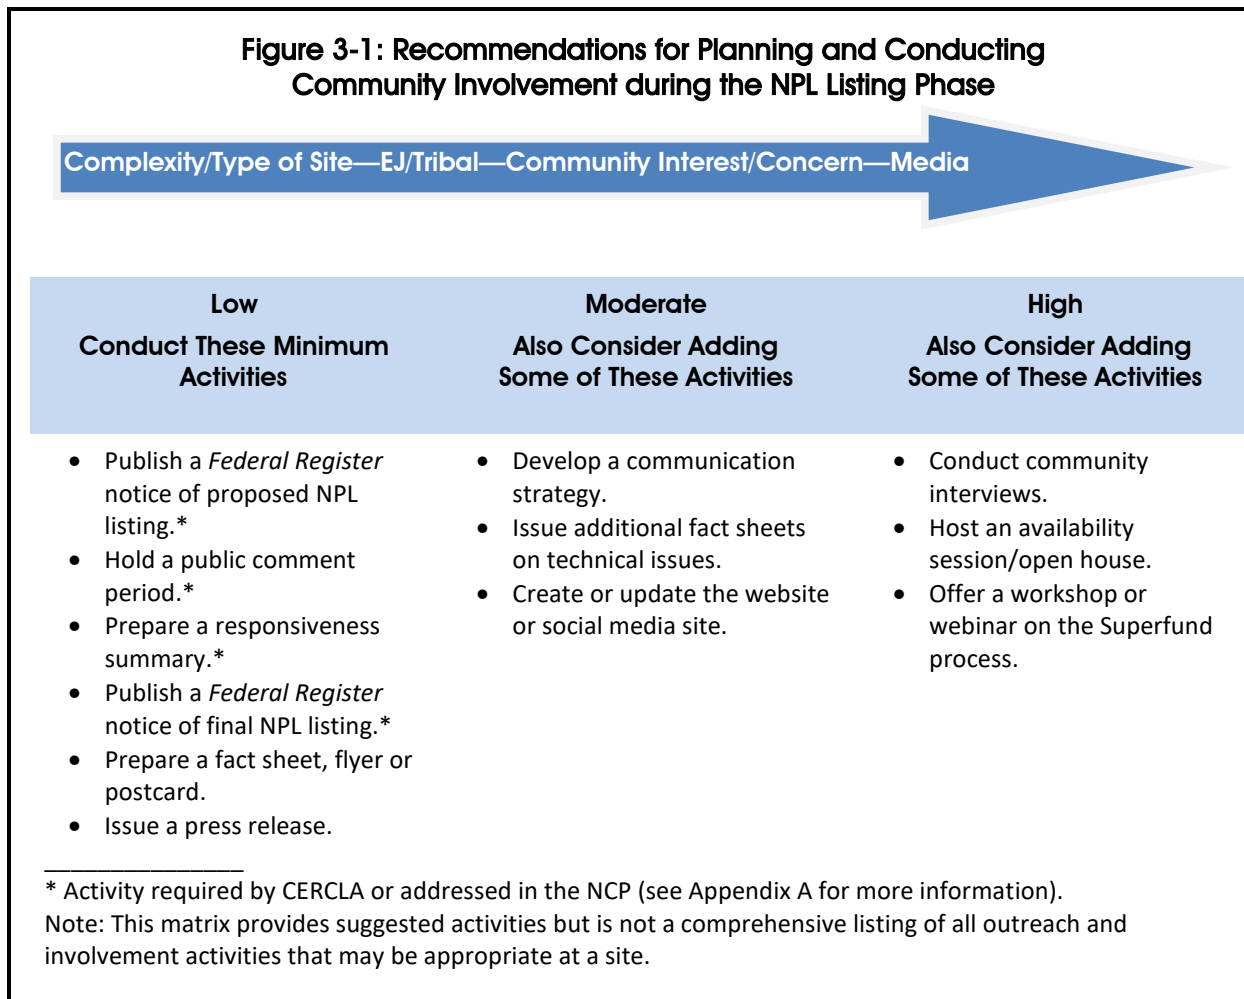 Figure 3-1: Recommendations for Planning and Conducting
Community Involvement during the NPL Listing Phase
Complexity/Type of Site—EJ/Tribal—Community Interest/Concern—Media
Low
Conduct These Minimum
Activities
Moderate
Also Consider Adding
Some of These Activities
High
Also Consider Adding
Some of These Activities
• Publish a Federal Register
notice of proposed NPL
listing.*
• Hold a public comment
period.*
• Prepare a responsiveness
summary.*
• Publish a Federal Register
notice of final NPL listing.*
• Prepare a fact sheet, flyer or
postcard.
• Issue a press release.
• Develop a communication
strategy.
• Issue additional fact sheets
on technical issues.
• Create or update the website
or social media site.
• Conduct community
interviews.
• Host an availability
session/open house.
• Offer a workshop or
webinar on the Superfund
process.
* Activity required by CERCLA or addressed in the NCP (see Appendix A for more information).
Note: This matrix provides suggested activities but is not a comprehensive listing of all outreach and
involvement activities that may be appropriate at a site.